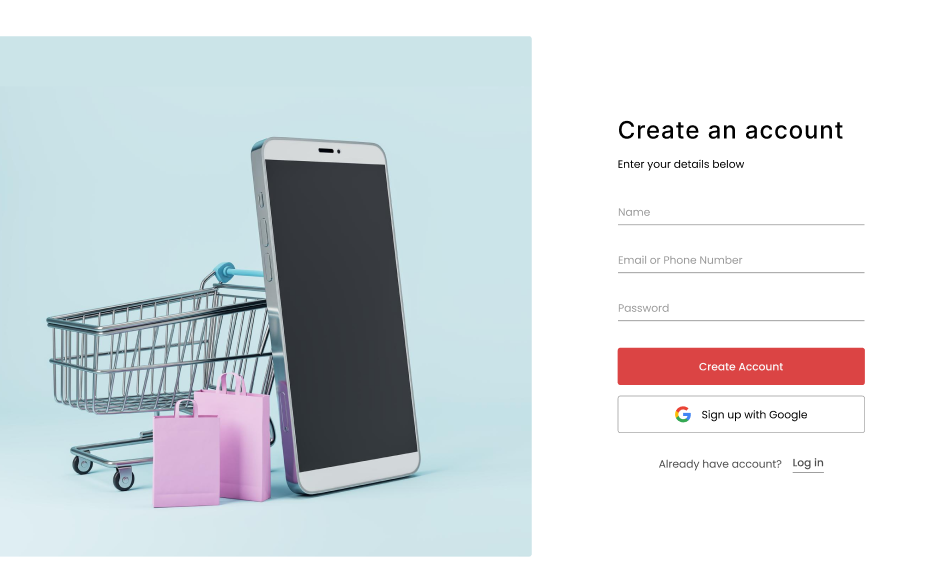 Create an account
Enter your details below
Name
Email or Phone Number
Password
Create Account
Sign up with Google
Already have account? Log in